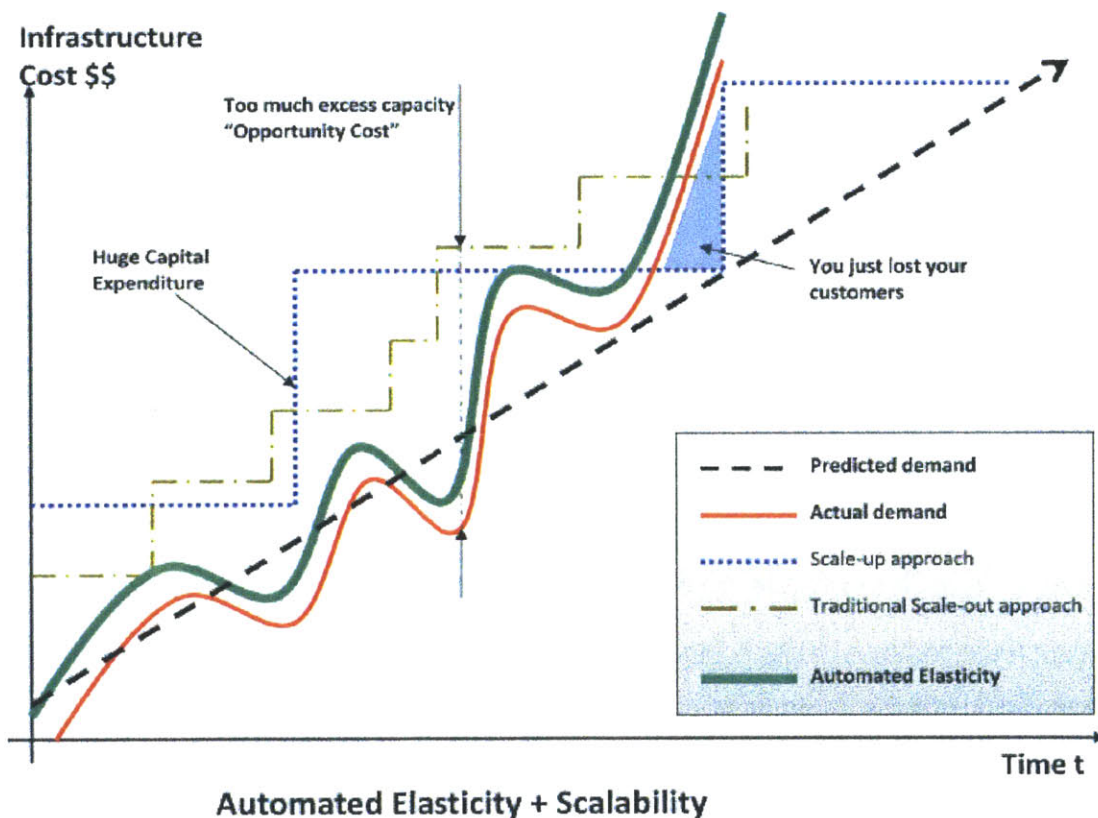 Infrastructure
Cost $$
Too much excess capacity
“Opportunity Cost”
Huge Capital
Expenditure
You just lost your
customers
Predicted demand
Actual demand
Scale-up approach
Traditional Scale-out approach
Automated Elasticity
Time t
Automated Elasticity + Scalability